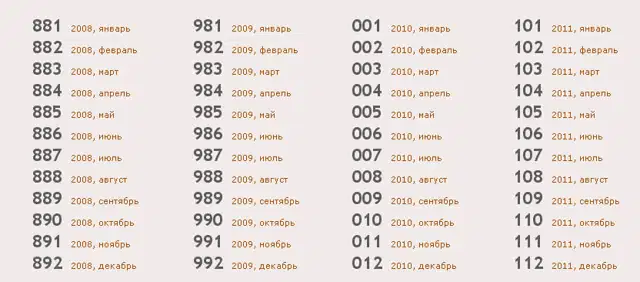 881 2008, январь
882 2008, февраль
883 2008, март
884 2008, апрель
885 2008, май
886 2008, июнь
887 2008, июль
888 2008, август
889 2008, сентябрь
890 2008, октябрь
891 2008, ноябрь
892 2008, декабрь
981 2009, январь
982 2009, февраль
983 2009, март
984 2009, апрель
985 2009, май
986 2009, июнь
987 2009, июль
988 2009, август
989 2009, сентябрь
990 2009, октябрь
991 2009, ноябрь
992 2009, декабрь
001 2010, январь
002 2010, февраль
003 2010, март
004 2010, апрель
005 2010, май
006 2010, июнь
007 2010, июль
008 2010, август
009 2010, сентябрь
010 2010, октябрь
011 2010, ноябрь
012 2010, декабрь
101 2011, январь
102 2011, февраль
103 2011, март
104 2011, апрель
105 2011, май
106 2011, июнь
107 2011, июль
108 2011, август
109 2011, сентябрь
110 2011, октябрь
111 2011, ноябрь
112 2011, декабрь